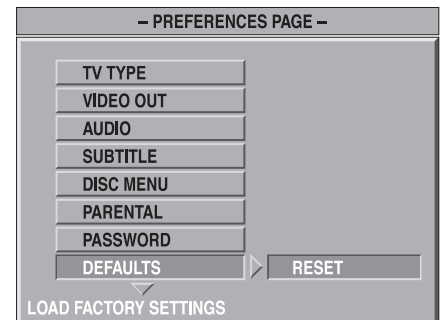 – PREFERENCES PAGE –
TV TYPE
VIDEO OUT
AUDIO
SUBTITLE
DISC MENU
PARENTAL
PASSWORD
DEFAULTS RESET
LOAD FACTORY SETTINGS